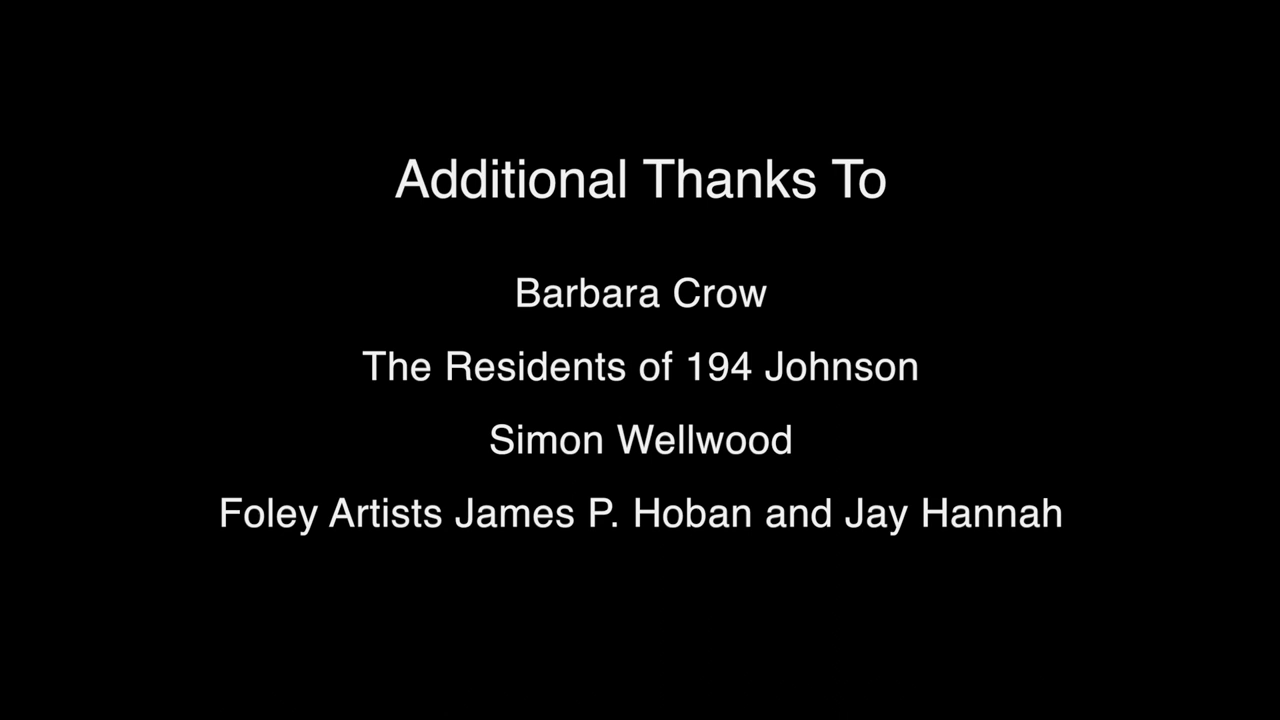 Additional Thanks To
Barbara Crow
The Residents of 194 Johnson
Simon Wellwood
Foley Artists James P. Hoban and Jay Hannah